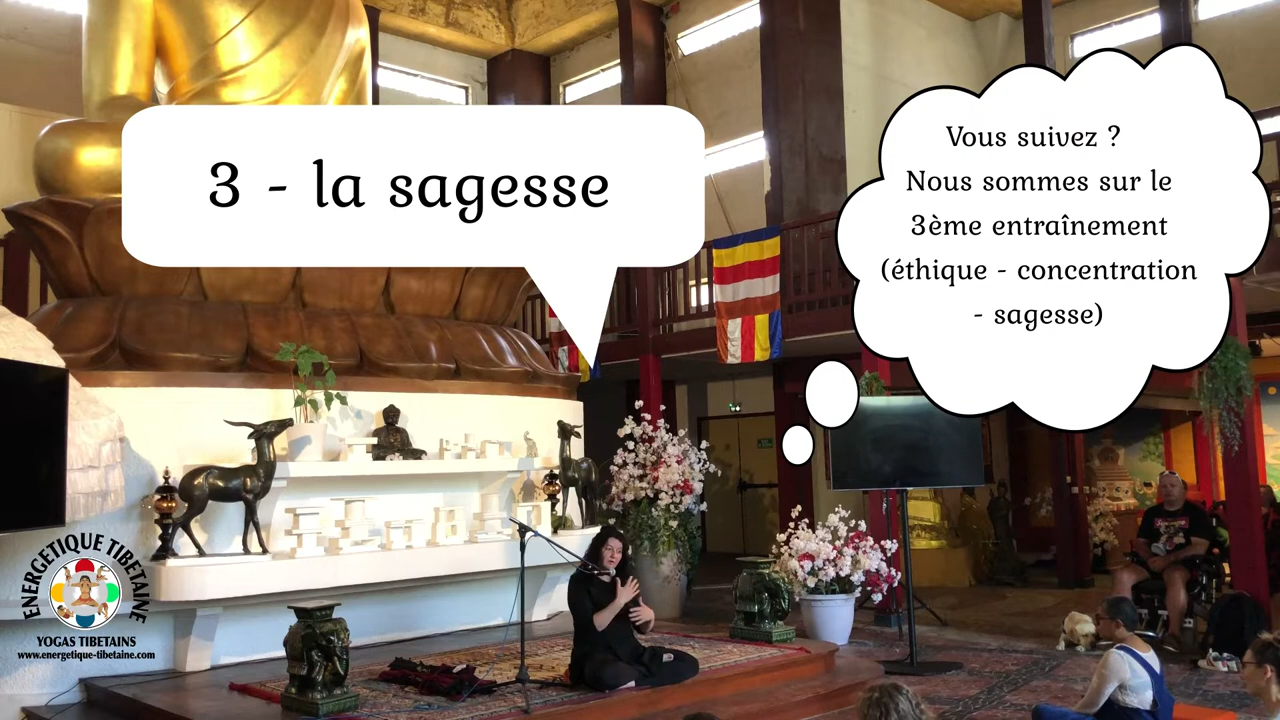 3 - la sagesse
Vous suivez ?
Nous sommes sur le
3ème entraînement
(éthique - concentration
- sagesse)
ENERGETIQUE TIBETAINE
YOGAS TIBETAINS
www.energetique-tibetaine.com